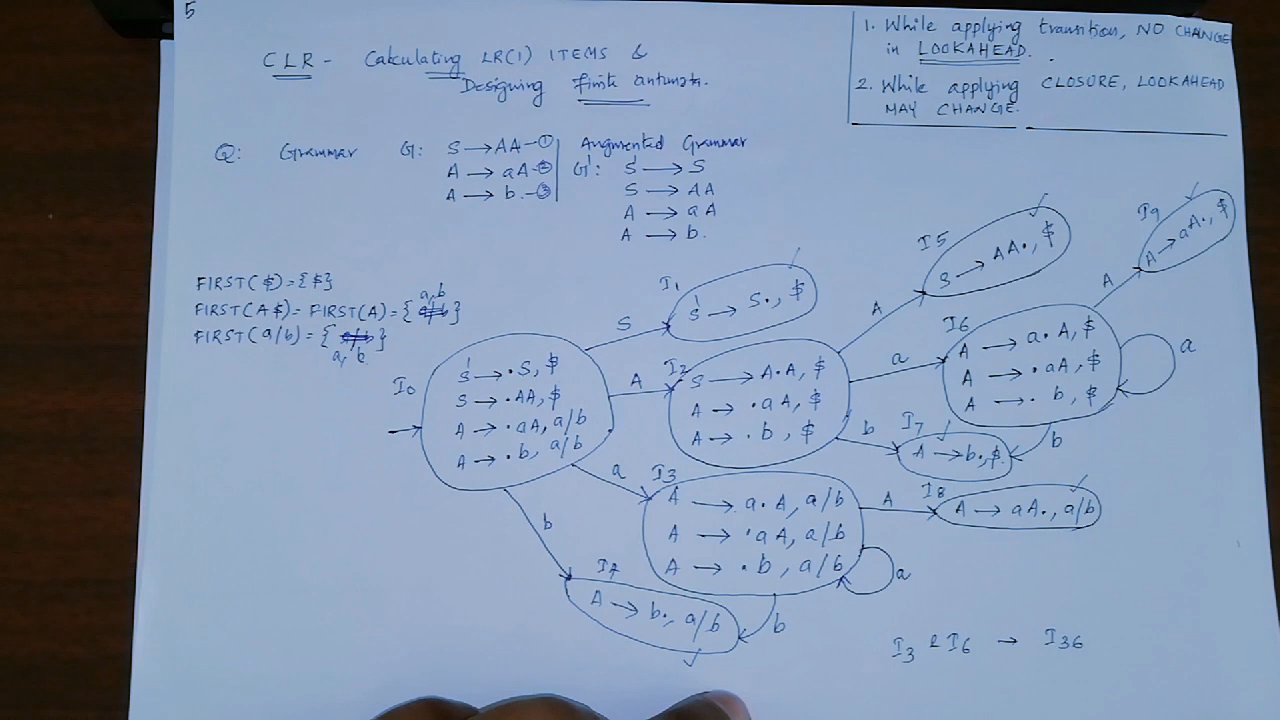 5
CLR - Calculating LR(1) ITEMS &
Designing finite automata.
1. While applying transition, NO CHANGE
in LOOKAHEAD.
2. While applying CLOSURE, LOOKAHEAD
MAY CHANGE.
Q: Grammar G: S → AA - ①
A → aA - ②
A → b. - ③
Augmented Grammar
G': S' → S
S → AA
A → aA
A → b.
FIRST($) = {$}
FIRST(A$) = FIRST(A) = {a,b}
FIRST(a/b) = {a,b}
I0
S' → .S, $
S → .AA, $
A → .aA, a/b
A → .b, a/b
S
I1
S' → S., $
A
I2
S → A.A, $
A → .aA, $
A → .b, $
a
I3
A → a.A, a/b
A → .aA, a/b
A → .b, a/b
a
b
b
I4
A → b., a/b
A
I5
S → AA., $
a
I6
A → a.A, $
A → .aA, $
A → .b, $
a
b
b
I7
A → b., $
A
I8
A → aA., a/b
A
I9
A → aA., $
I3 & I6 → I36